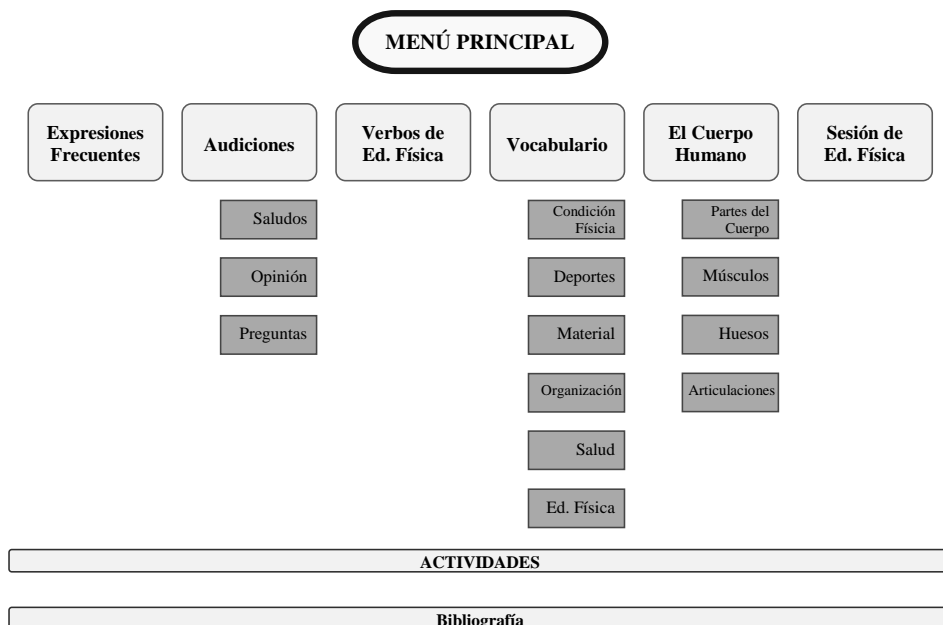 MENÚ PRINCIPAL
Expresiones
Frecuentes
Audiciones
Verbos de
Ed. Física
Vocabulario
El Cuerpo
Humano
Sesión de
Ed. Física
Saludos
Opinión
Preguntas
Condición
Físicia
Deportes
Material
Organización
Salud
Ed. Física
Partes del
Cuerpo
Músculos
Huesos
Articulaciones
ACTIVIDADES
Bibliografía